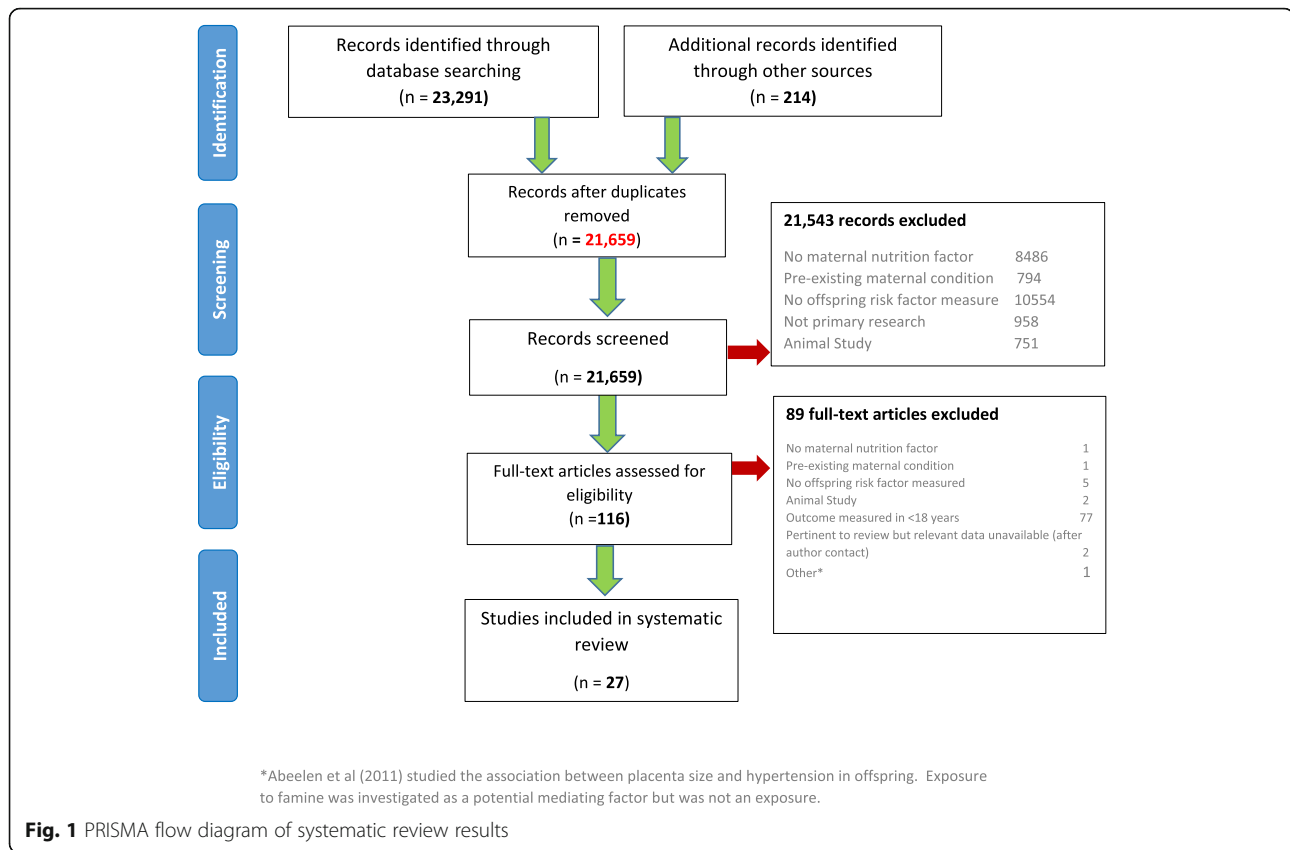 Identification
Records identified through
database searching
(n = 23,291)
Additional records identified
through other sources
(n = 214)
Records after duplicates
removed
(n = 21,659)
Screening
Records screened
(n = 21,659)
21,543 records excluded
No maternal nutrition factor 8486
Pre-existing maternal condition 794
No offspring risk factor measure 10554
Not primary research 958
Animal Study 751
Eligibility
Full-text articles assessed for
eligibility
(n =116)
89 full-text articles excluded
No maternal nutrition factor 1
Pre-existing maternal condition 1
No offspring risk factor measured 5
Animal Study 2
Outcome measured in <18 years 77
Pertinent to review but relevant data unavailable (after
author contact) 2
Other* 1
Included
Studies included in systematic
review
(n = 27)
*Abeelen et al (2011) studied the association between placenta size and hypertension in offspring. Exposure
to famine was investigated as a potential mediating factor but was not an exposure.
Fig. 1 PRISMA flow diagram of systematic review results